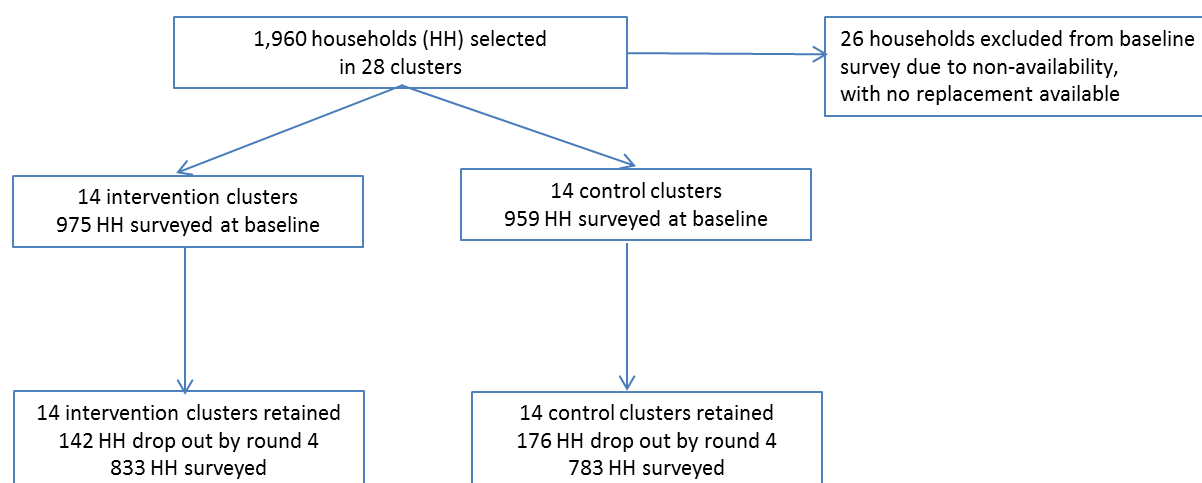 1,960 households (HH) selected
in 28 clusters
26 households excluded from baseline
survey due to non-availability,
with no replacement available
14 intervention clusters
975 HH surveyed at baseline
14 control clusters
959 HH surveyed at baseline
14 intervention clusters retained
142 HH drop out by round 4
833 HH surveyed
14 control clusters retained
176 HH drop out by round 4
783 HH surveyed